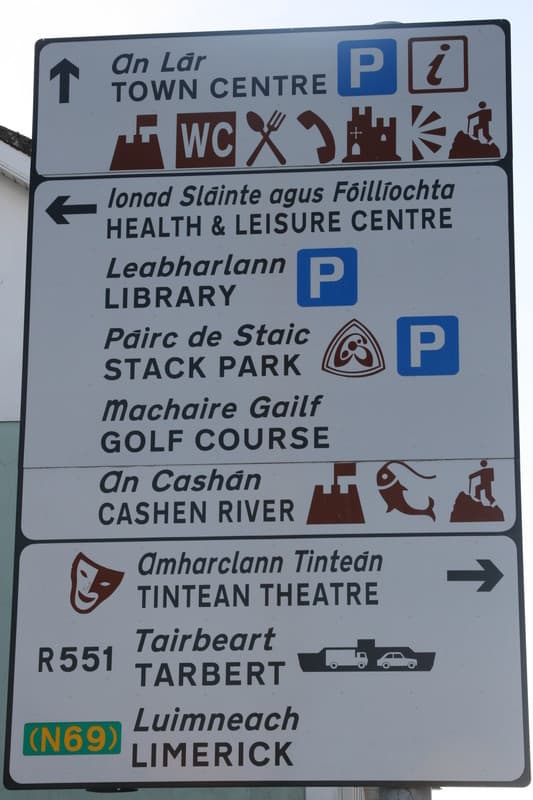 An Lár
TOWN CENTRE P i
WC
Ionad Sláinte agus Fóillíochta
HEALTH & LEISURE CENTRE
Leabharlann
LIBRARY P
Páirc de Staic
STACK PARK P
Machaire Gailf
GOLF COURSE
An Cashán
CASHEN RIVER
Amharclann Tinteán
TINTEAN THEATRE
Tairbeart
R551 TARBERT
Luimneach
(N69) LIMERICK